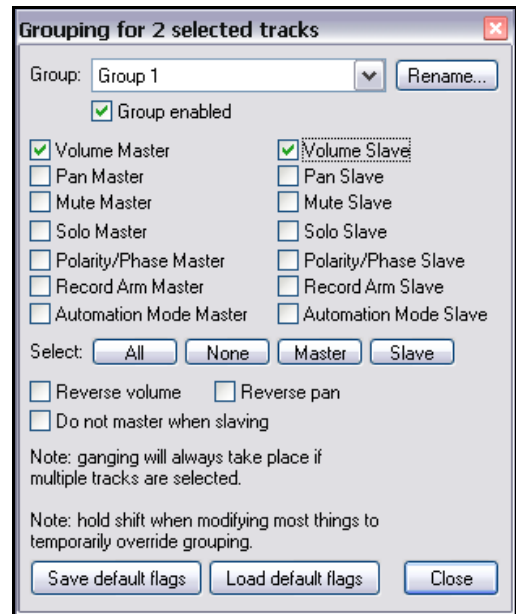 Grouping for 2 selected tracks
Group: Group 1 Rename...
Group enabled
Volume Master Volume Slave
Pan Master Pan Slave
Mute Master Mute Slave
Solo Master Solo Slave
Polarity/Phase Master Polarity/Phase Slave
Record Arm Master Record Arm Slave
Automation Mode Master Automation Mode Slave
Select: All None Master Slave
Reverse volume Reverse pan
Do not master when slaving
Note: ganging will always take place if
multiple tracks are selected.
Note: hold shift when modifying most things to
temporarily override grouping.
Save default flags Load default flags Close